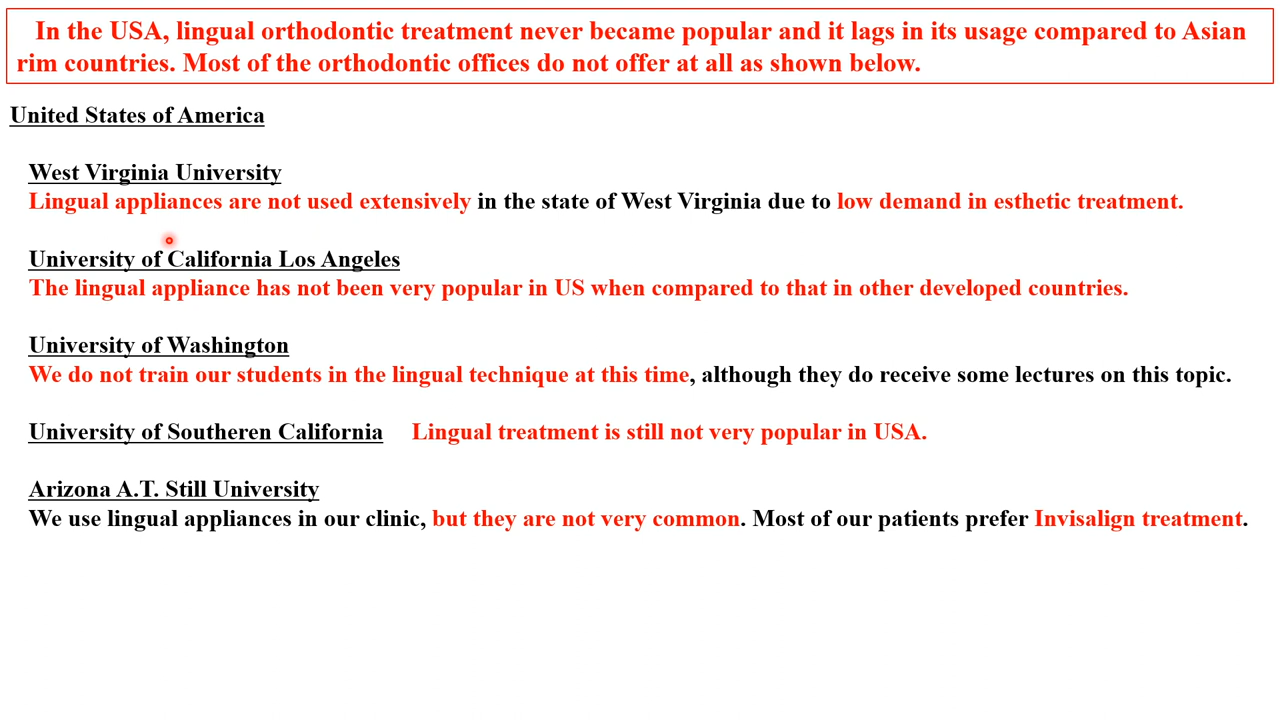 In the USA, lingual orthodontic treatment never became popular and it lags in its usage compared to Asian
rim countries. Most of the orthodontic offices do not offer at all as shown below.
United States of America
West Virginia University
Lingual appliances are not used extensively in the state of West Virginia due to low demand in esthetic treatment.
University of California Los Angeles
The lingual appliance has not been very popular in US when compared to that in other developed countries.
University of Washington
We do not train our students in the lingual technique at this time, although they do receive some lectures on this topic.
University of Southeren California Lingual treatment is still not very popular in USA.
Arizona A.T. Still University
We use lingual appliances in our clinic, but they are not very common. Most of our patients prefer Invisalign treatment.